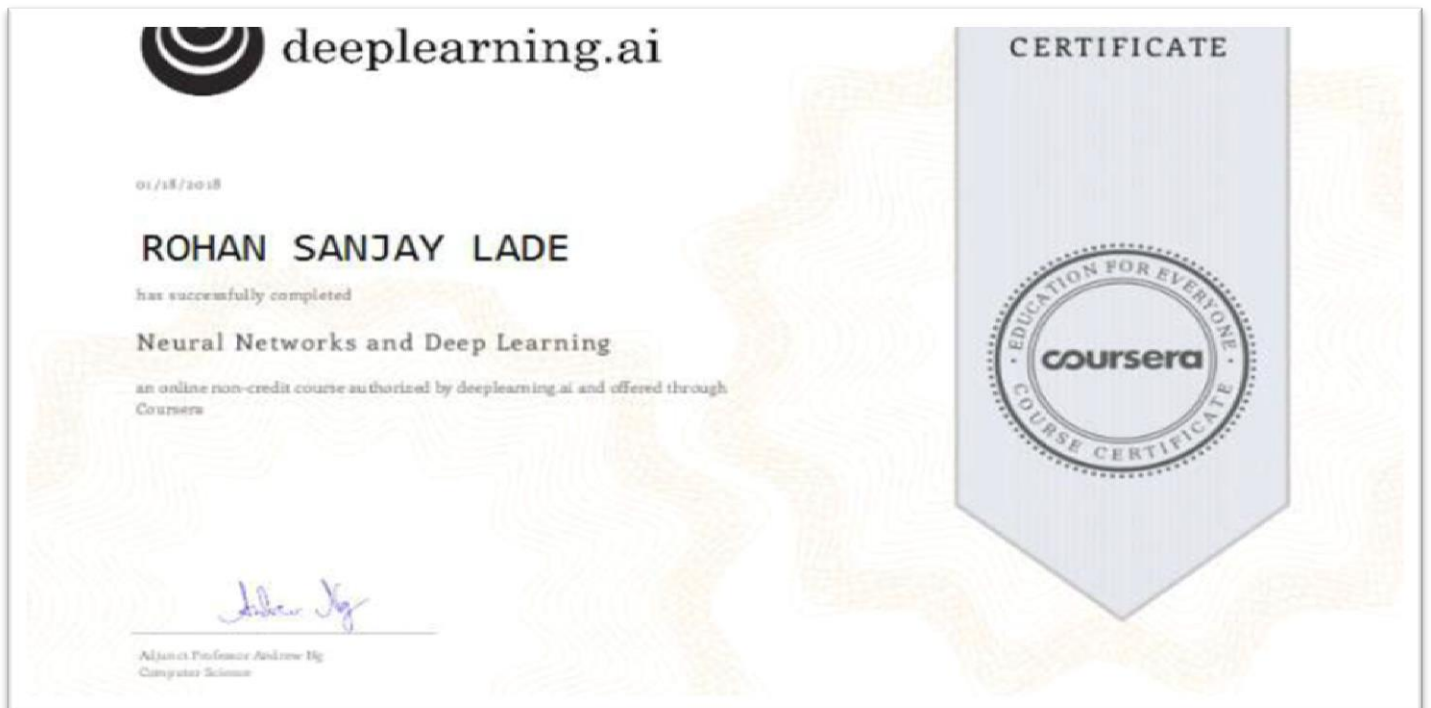 deeplearning.ai
CERTIFICATE
01/18/2018
ROHAN SANJAY LADE
has successfully completed
Neural Networks and Deep Learning
an online non-credit course authorized by deeplearning.ai and offered through
Coursera
EDUCATION FOR EVERYONE
coursera
COURSE CERTIFICATE
Andrew Ng
Adjunct Professor Andrew Ng
Computer Science